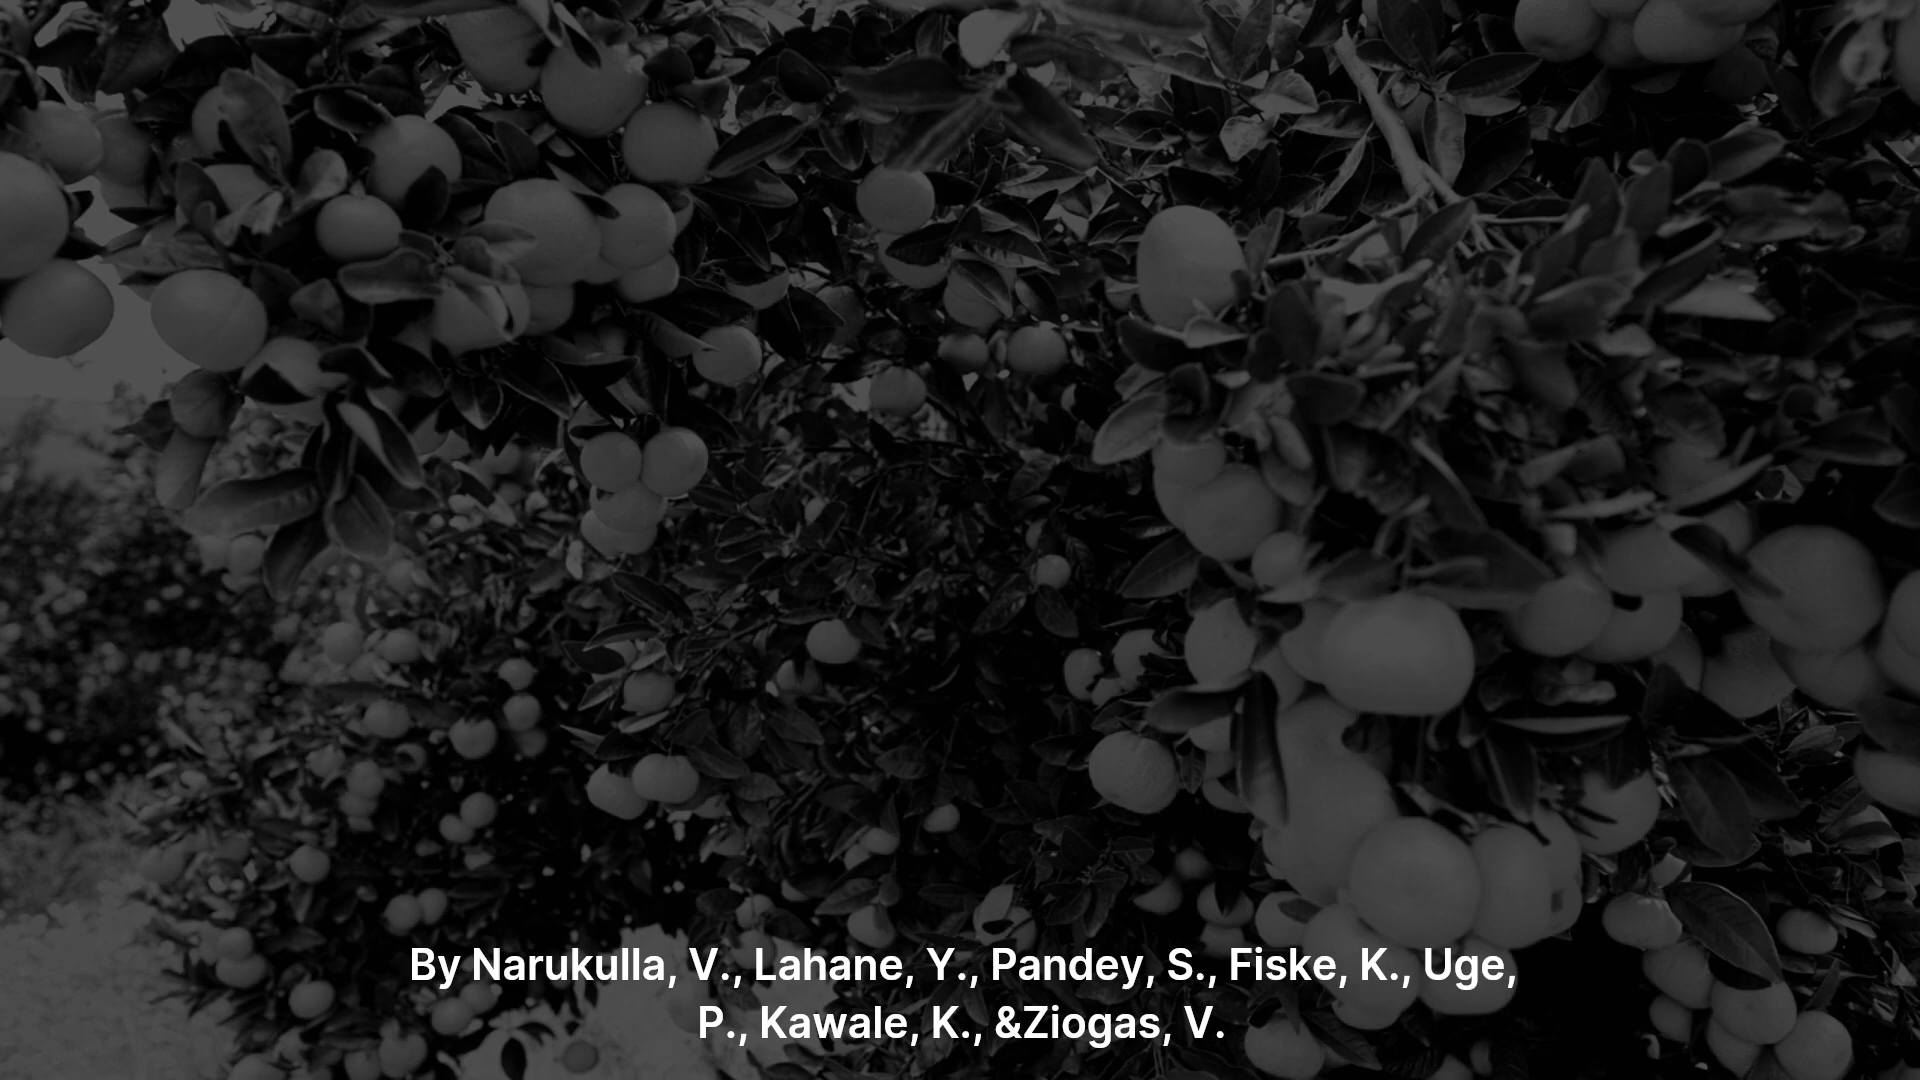 By Narukulla, V., Lahane, Y., Pandey, S., Fiske, K., Uge,
P., Kawale, K., &Ziogas, V.